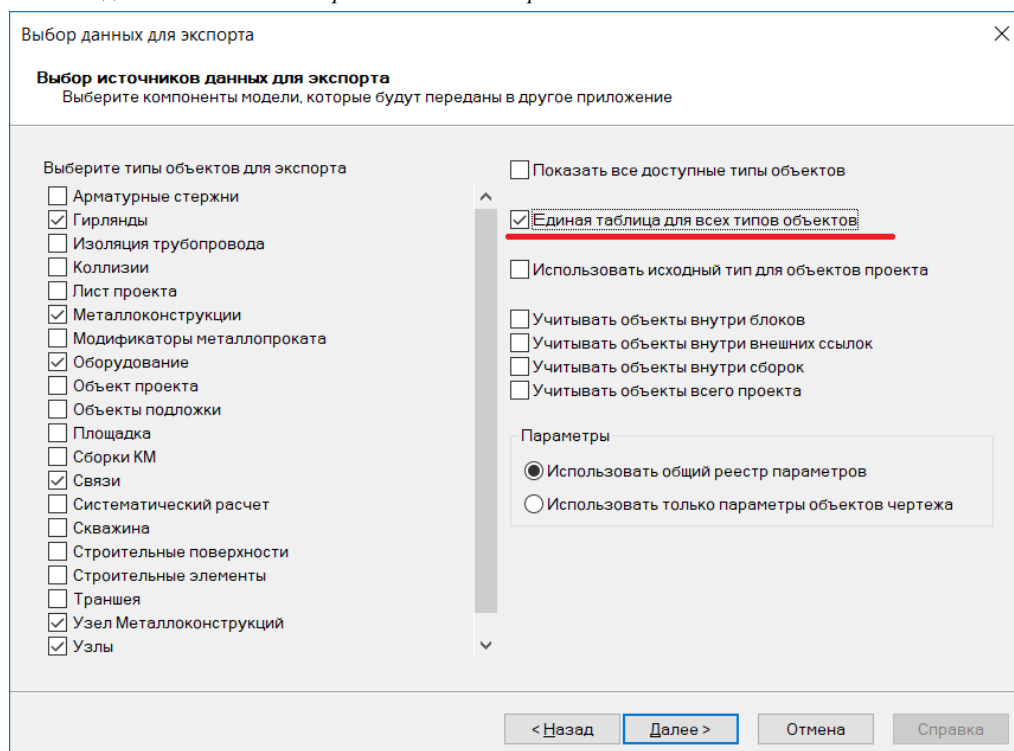 Выбор данных для экспорта
Выбор источников данных для экспорта
Выберите компоненты модели, которые будут переданы в другое приложение
Выберите типы объектов для экспорта
Арматурные стержни
Гирлянды
Изоляция трубопровода
Коллизии
Лист проекта
Металлоконструкции
Модификаторы металлопроката
Оборудование
Объект проекта
Объекты подложки
Площадка
Сборки КМ
Связи
Систематический расчет
Скважина
Строительные поверхности
Строительные элементы
Траншея
Узел Металлоконструкций
Узлы
Показать все доступные типы объектов
Единая таблица для всех типов объектов
Использовать исходный тип для объектов проекта
Учитывать объекты внутри блоков
Учитывать объекты внутри внешних ссылок
Учитывать объекты внутри сборок
Учитывать объекты всего проекта
Параметры
Использовать общий реестр параметров
Использовать только параметры объектов чертежа
< Назад
Далее >
Отмена
Справка